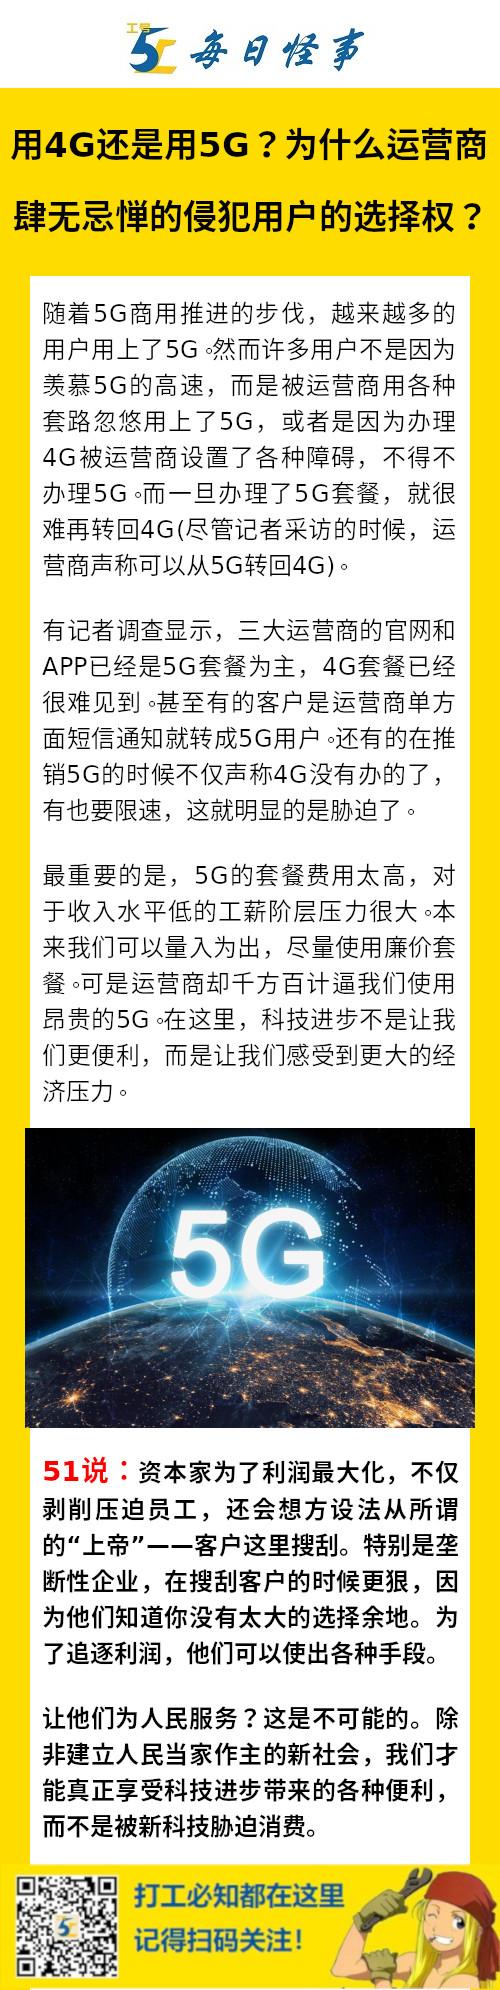 工号
51
每日怪事
用4G还是用5G？为什么运营商
肆无忌惮的侵犯用户的选择权？
随着5G商用推进的步伐，越来越多的
用户用上了5G。然而许多用户不是因为
羡慕5G的高速，而是被运营商用各种
套路忽悠用上了5G，或者是因为办理
4G被运营商设置了各种障碍，不得不
办理5G。而一旦办理了5G套餐，就很
难再转回4G(尽管记者采访的时候，运
营商声称可以从5G转回4G)。
有记者调查显示，三大运营商的官网和
APP已经是5G套餐为主，4G套餐已经
很难见到。甚至有的客户是运营商单方
面短信通知就转成5G用户。还有的在推
销5G的时候不仅声称4G没有办的了，
有也要限速，这就明显的是胁迫了。
最重要的是，5G的套餐费用太高，对
于收入水平低的工薪阶层压力很大。本
来我们可以量入为出，尽量使用廉价套
餐。可是运营商却千方百计逼我们使用
昂贵的5G。在这里，科技进步不是让我
们更便利，而是让我们感受到更大的经
济压力。
5G
51说：资本家为了利润最大化，不仅
剥削压迫员工，还会想方设法从所谓
的“上帝”——客户这里搜刮。特别是垄
断性企业，在搜刮客户的时候更狠，因
为他们知道你没有太大的选择余地。为
了追逐利润，他们可以使出各种手段。
让他们为人民服务？这是不可能的。除
非建立人民当家作主的新社会，我们才
能真正享受科技进步带来的各种便利，
而不是被新科技胁迫消费。
打工必知都在这里
记得扫码关注！